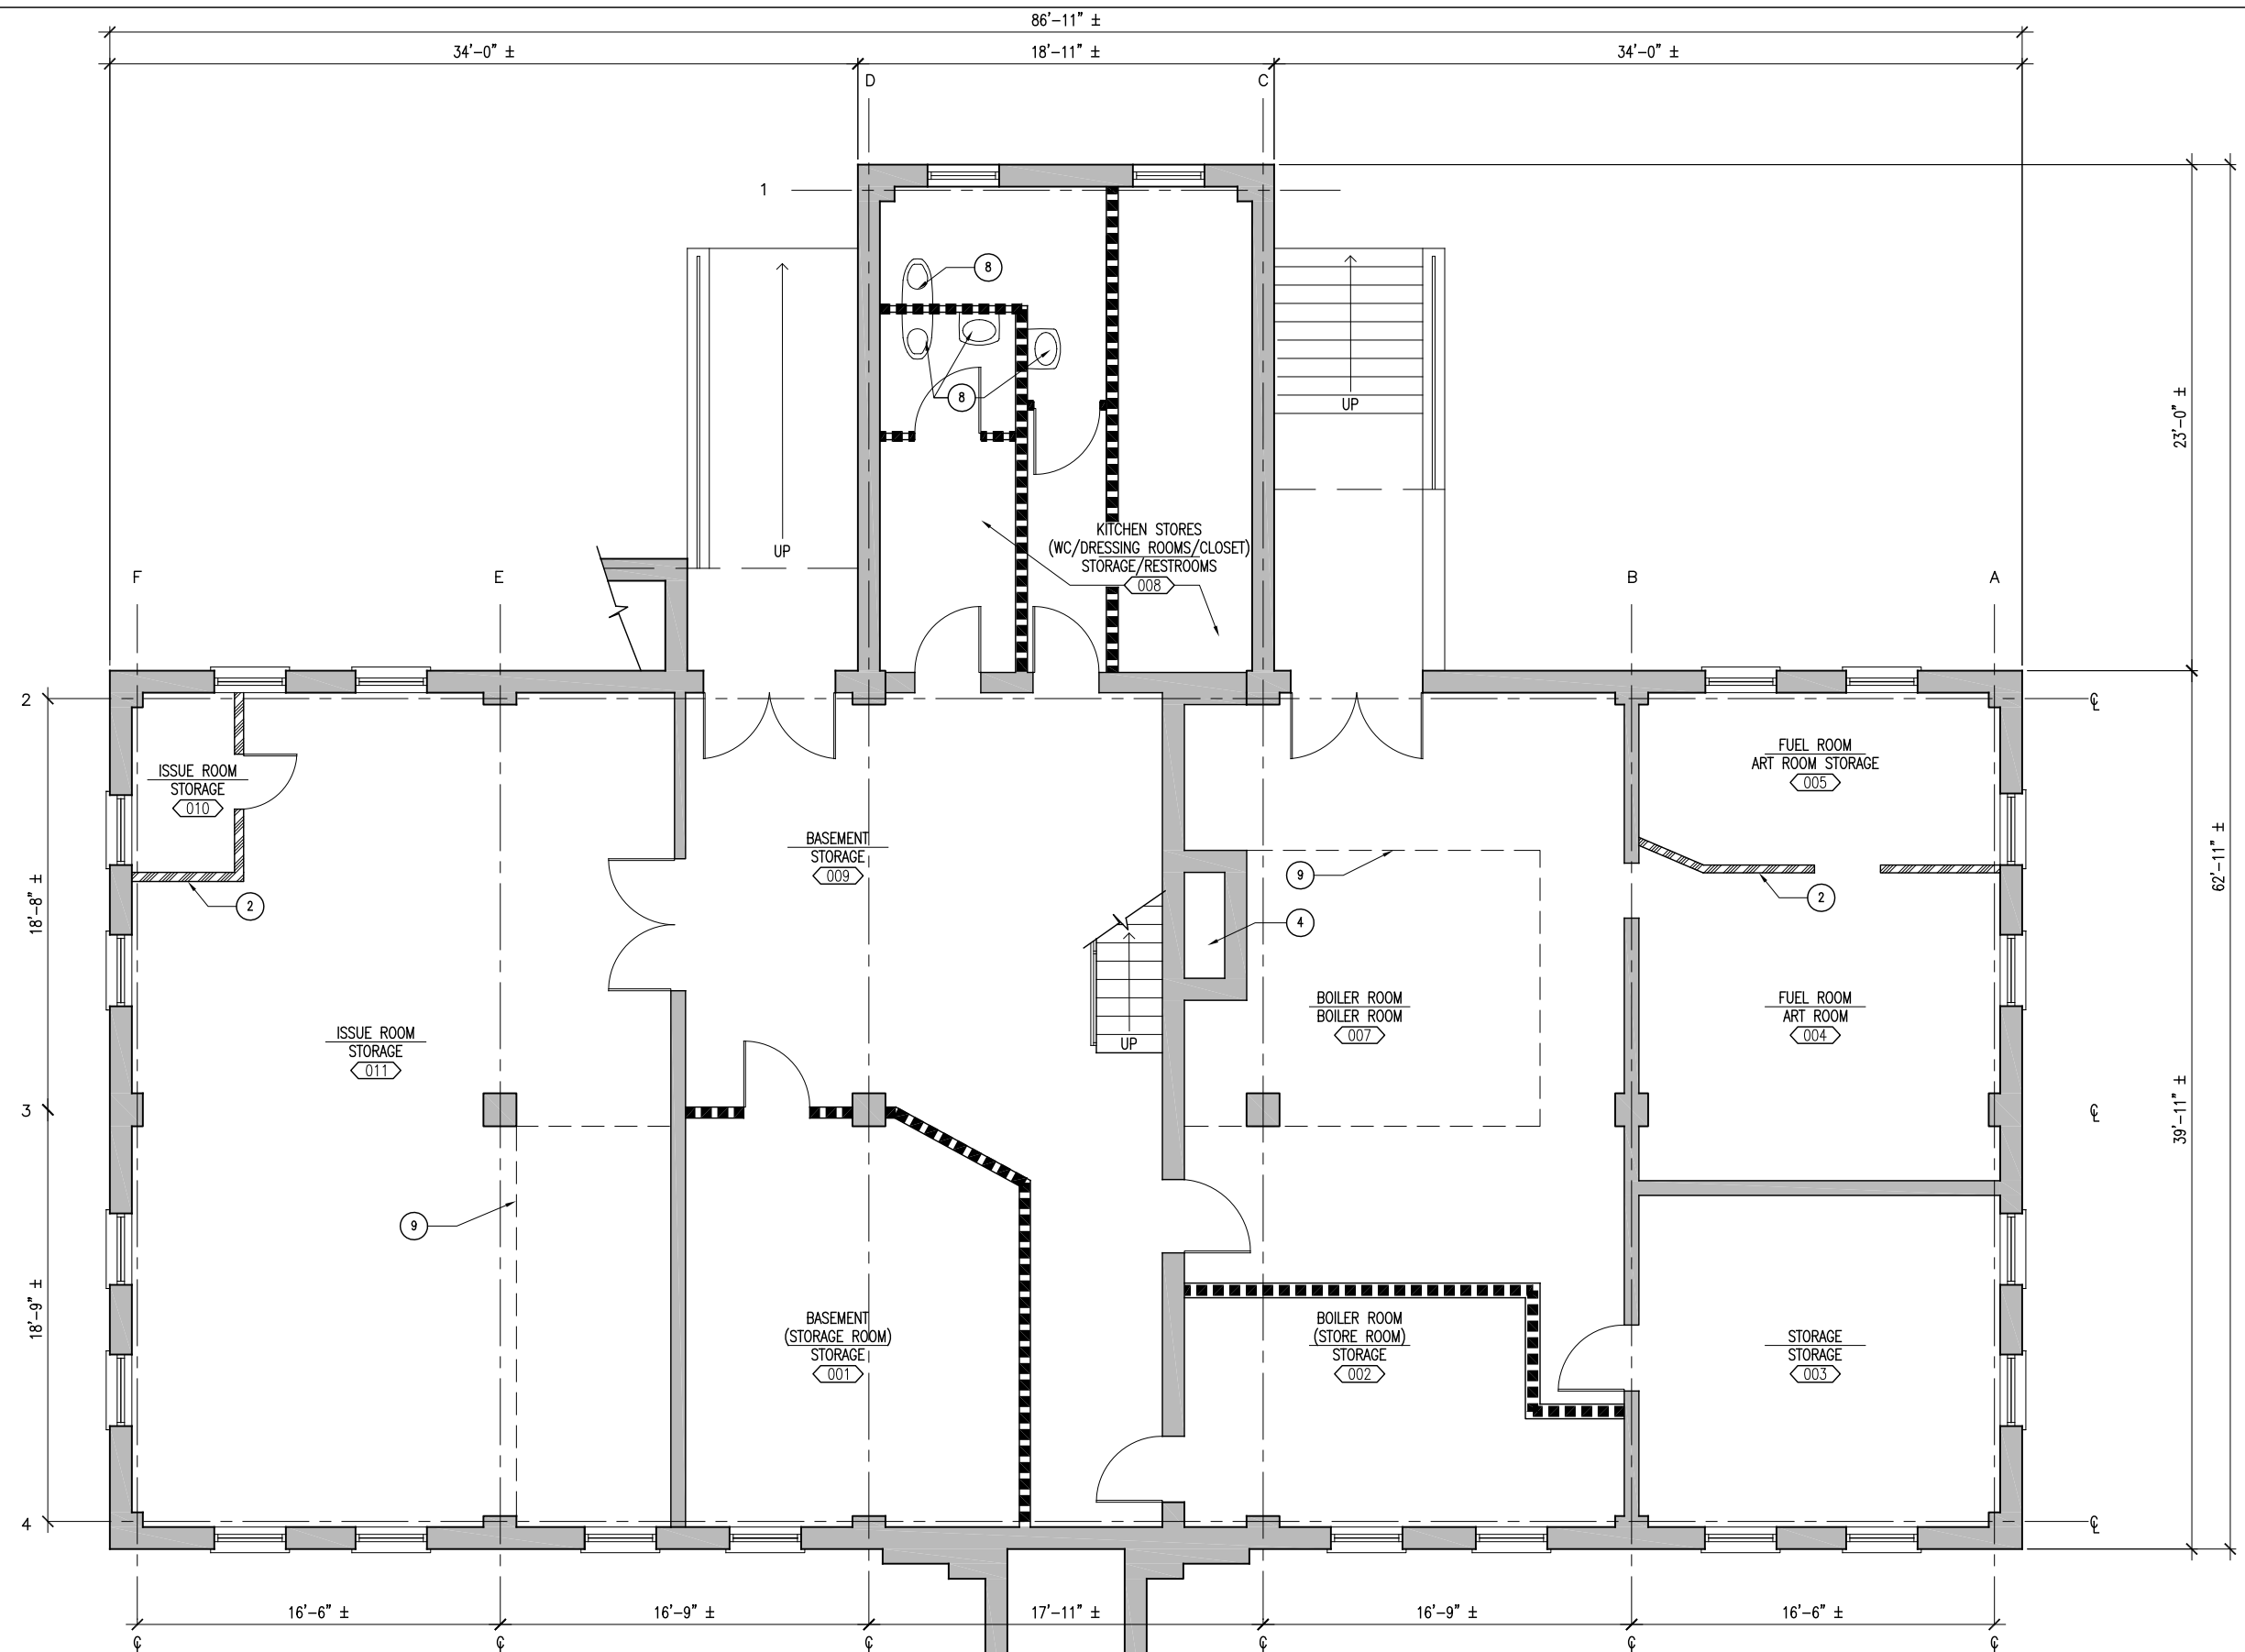 86'-11" ±
34'-0" ±
18'-11" ±
34'-0" ±
D
C
1
8
8
UP
23'-0" ±
UP
KITCHEN STORES
(WC/DRESSING ROOMS/CLOSET)
STORAGE/RESTROOMS
008
F
E
B
A
2
℄
FUEL ROOM
ART ROOM STORAGE
005
ISSUE ROOM
STORAGE
010
BASEMENT
STORAGE
009
9
62'-11" ±
18'-8" ±
2
2
4
BOILER ROOM
BOILER ROOM
007
FUEL ROOM
ART ROOM
004
ISSUE ROOM
STORAGE
011
UP
3
℄
39'-11" ±
9
18'-9" ±
BASEMENT
(STORAGE ROOM)
STORAGE
001
BOILER ROOM
(STORE ROOM)
STORAGE
002
STORAGE
STORAGE
003
4
℄
16'-6" ±
16'-9" ±
17'-11" ±
16'-9" ±
16'-6" ±
℄
℄
℄
℄
℄
℄